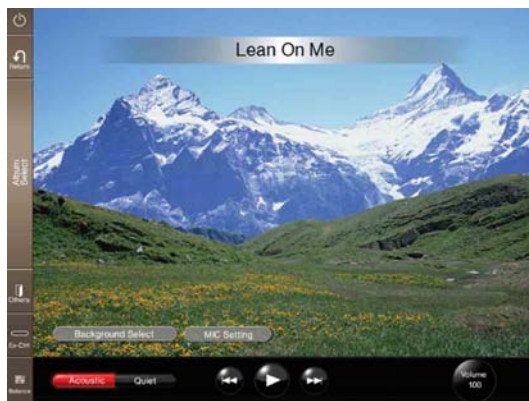 Lean On Me
Return
Album
Select
Others
Ex-Ctrl
Balance
Background Select
MIC Setting
Acoustic
Quiet
Volume
100